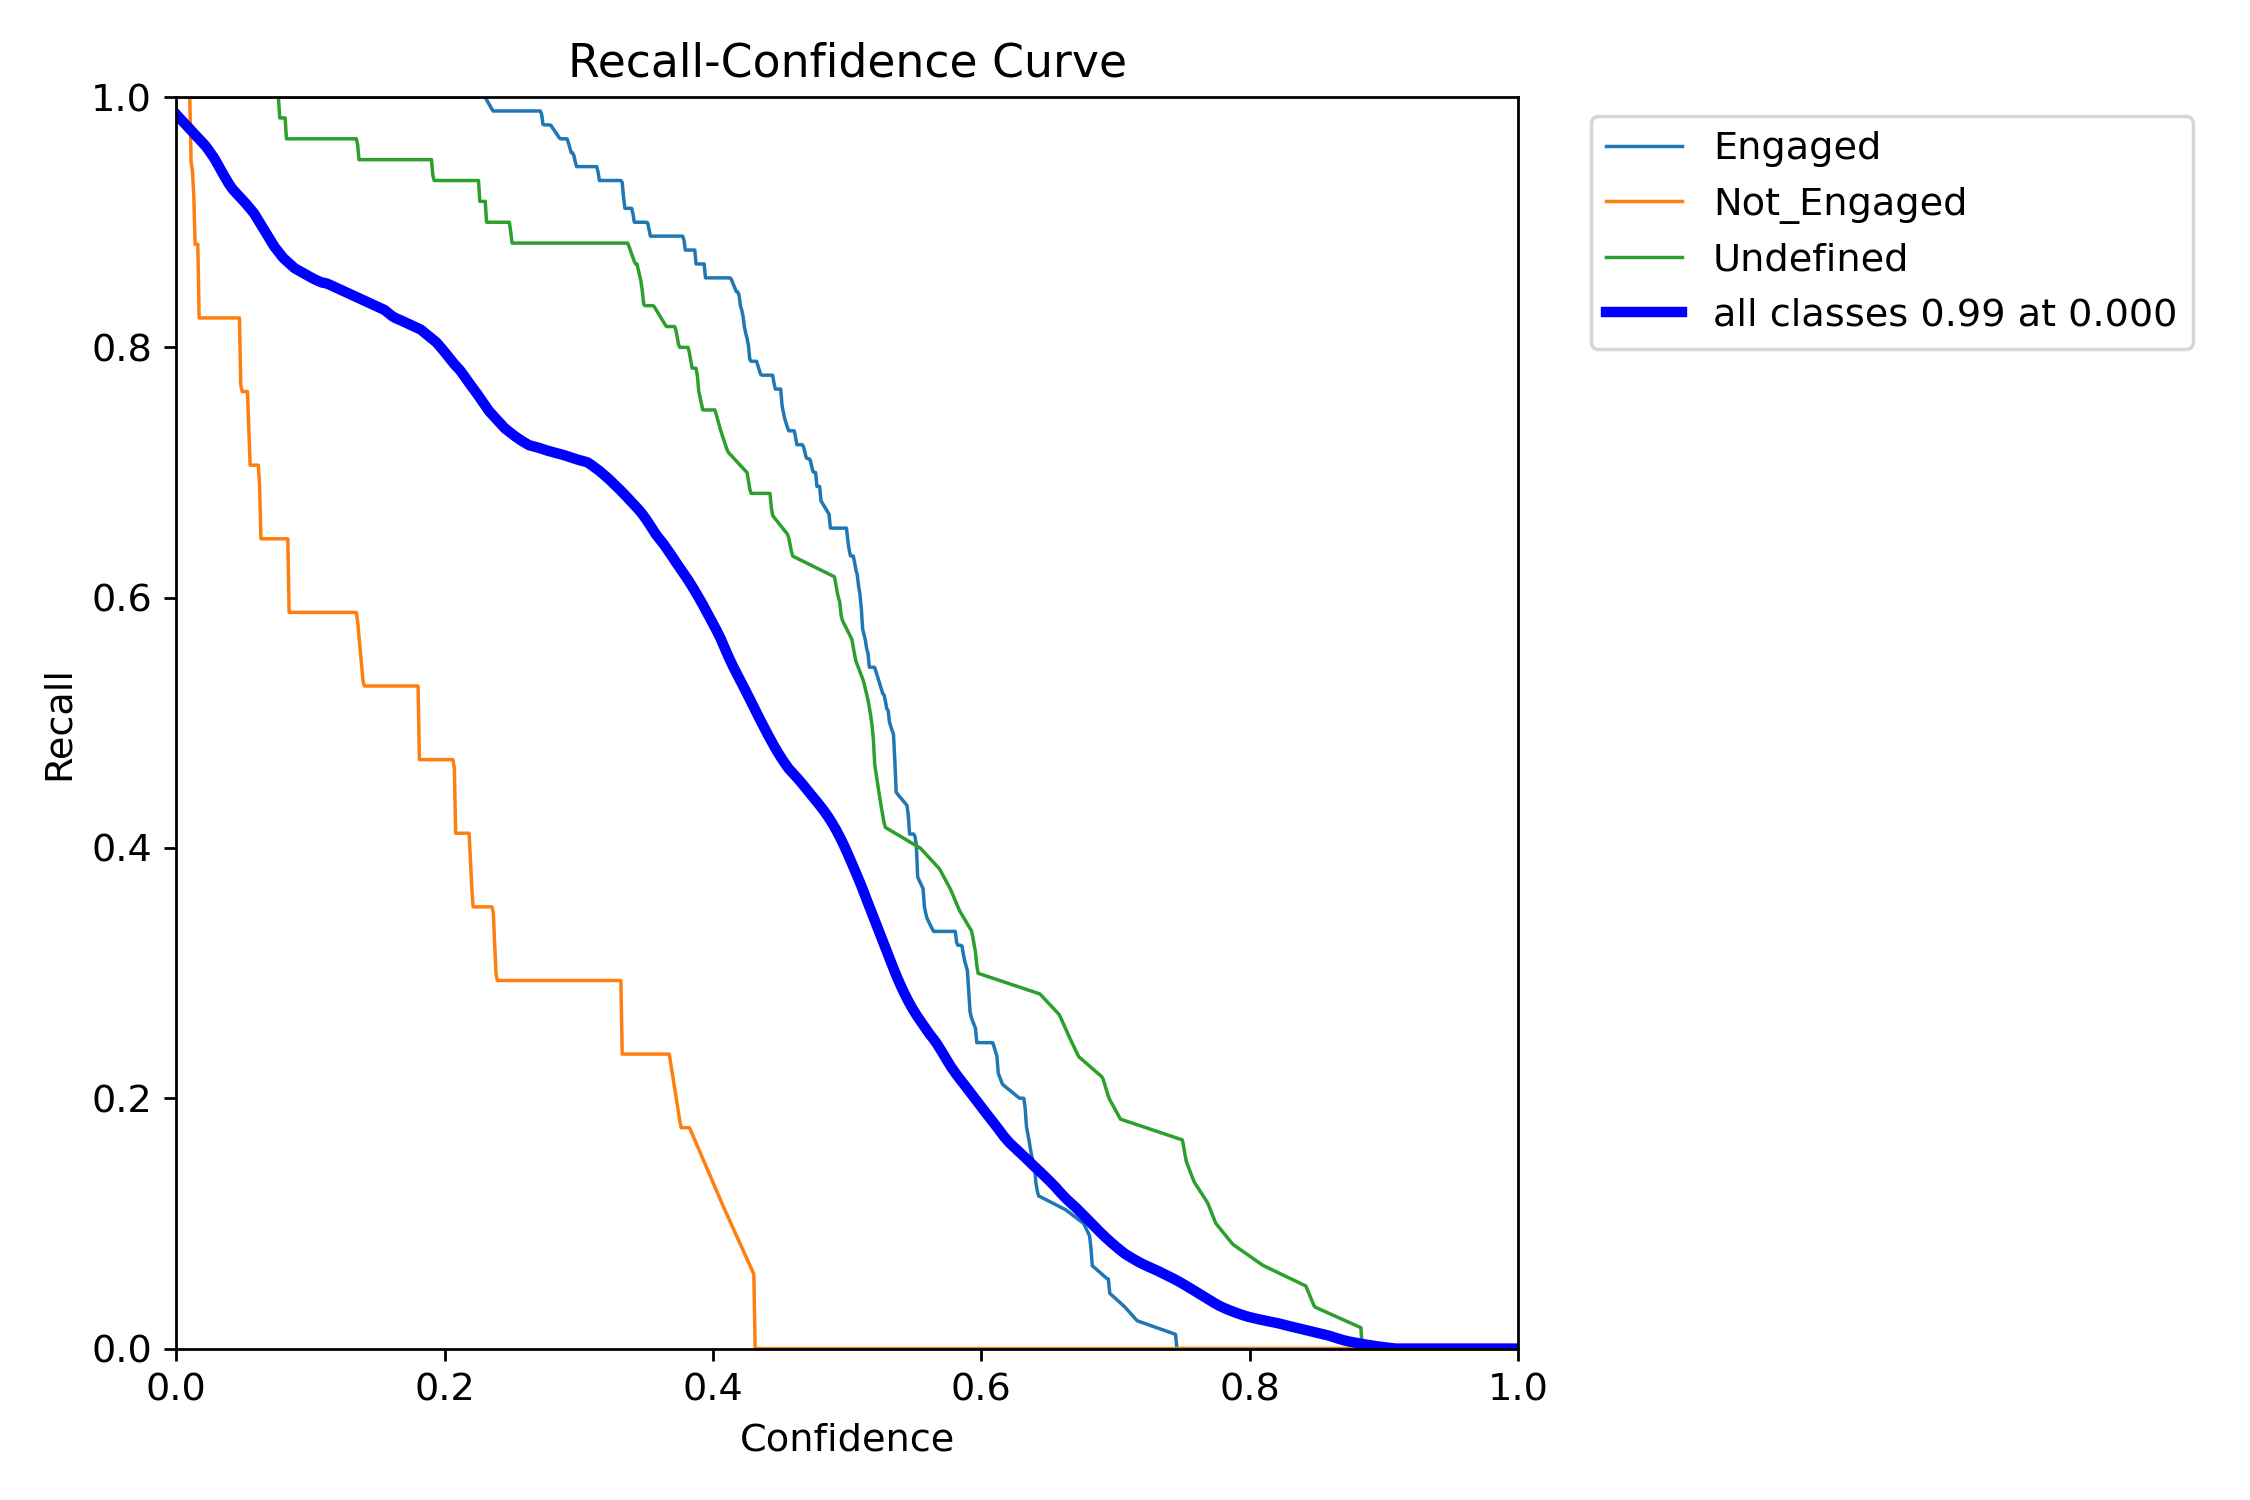 Recall-Confidence Curve
1.0
0.8
0.6
0.4
0.2
0.0
Recall
0.0 0.2 0.4 0.6 0.8 1.0
Confidence
Engaged
Not_Engaged
Undefined
all classes 0.99 at 0.000